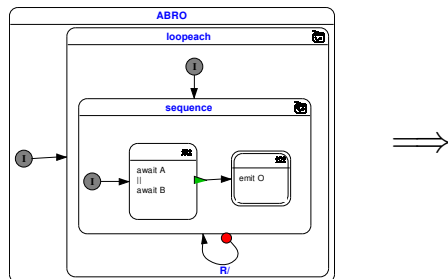 ABRO
loopeach
I
sequence
I
I
await A
||
await B
emit O
R/